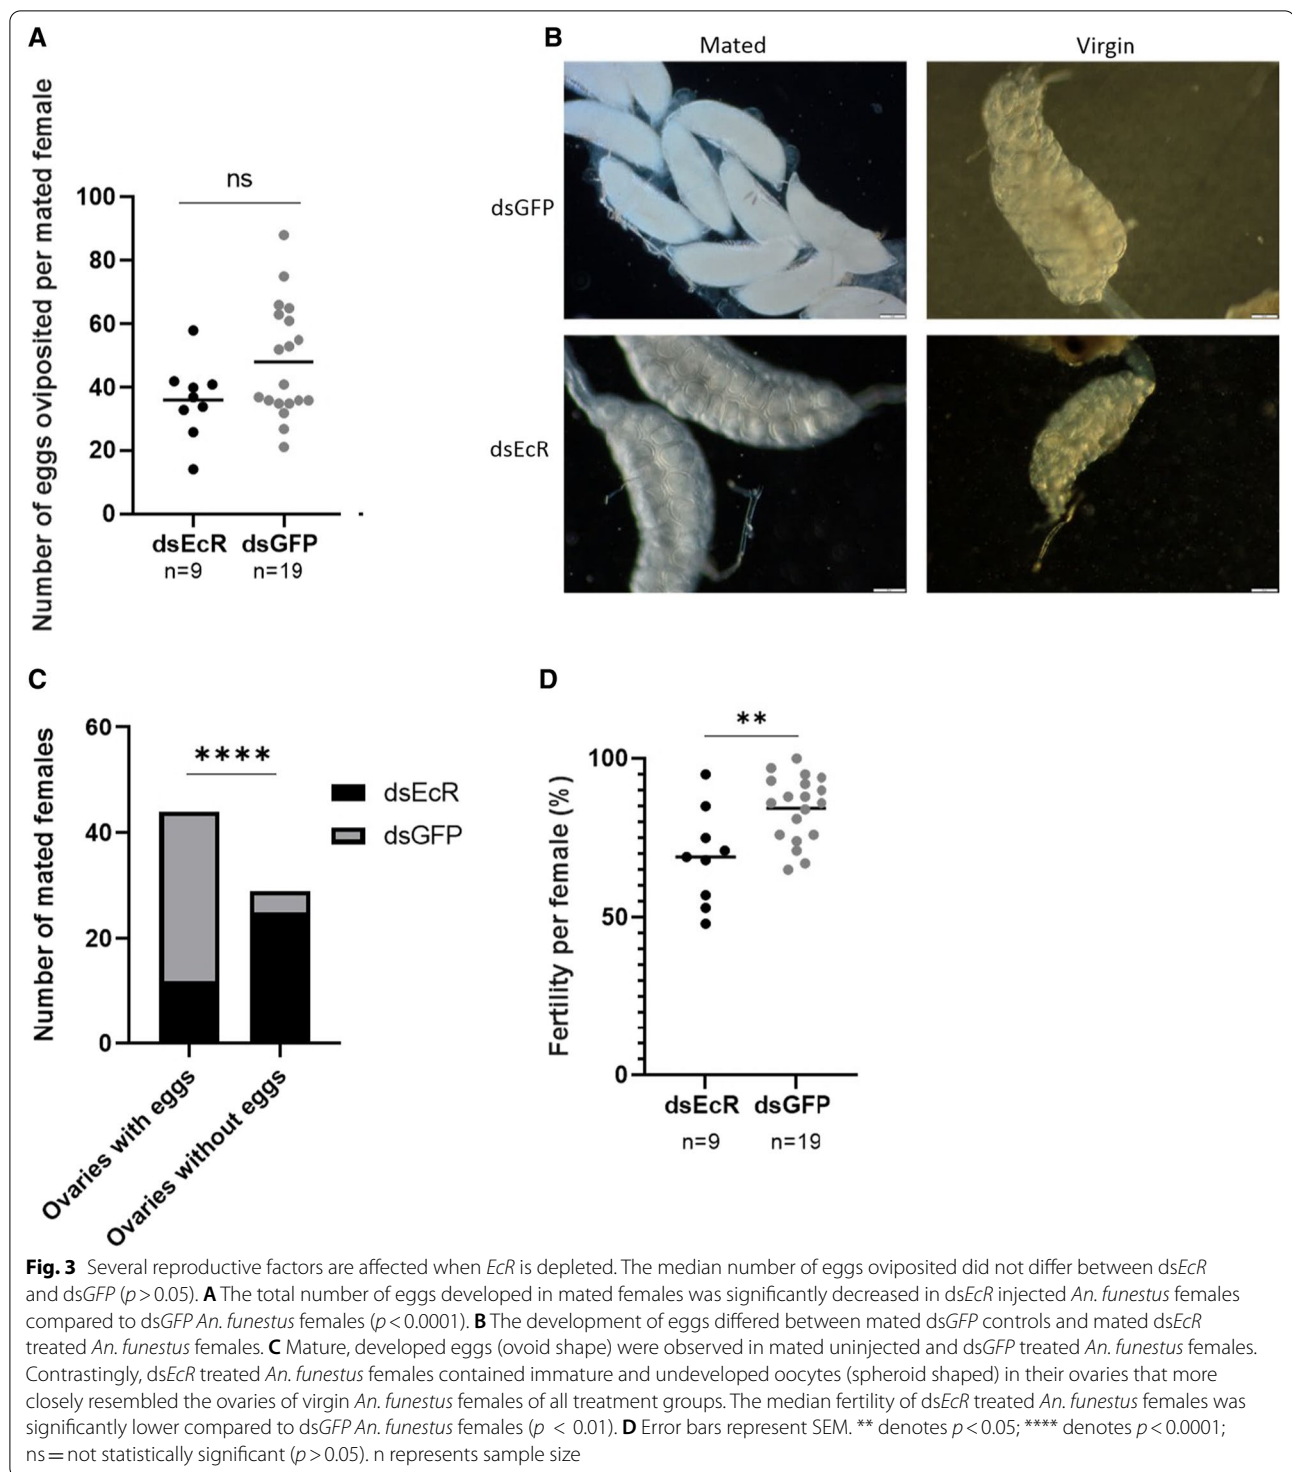 A
Number of eggs oviposited per mated female
100
80
60
40
20
0
ns
dsEcR dsGFP
n=9 n=19
B
Mated Virgin
dsGFP
dsEcR
C
Number of mated females
60
40
20
0
****
dsEcR
dsGFP
Ovaries with eggs
Ovaries without eggs
D
Fertility per female (%)
100
50
0
**
dsEcR dsGFP
n=9 n=19
Fig. 3 Several reproductive factors are affected when EcR is depleted. The median number of eggs oviposited did not differ between dsEcR
and dsGFP (p > 0.05). A The total number of eggs developed in mated females was significantly decreased in dsEcR injected An. funestus females
compared to dsGFP An. funestus females (p < 0.0001). B The development of eggs differed between mated dsGFP controls and mated dsEcR
treated An. funestus females. C Mature, developed eggs (ovoid shape) were observed in mated uninjected and dsGFP treated An. funestus females.
Contrastingly, dsEcR treated An. funestus females contained immature and undeveloped oocytes (spheroid shaped) in their ovaries that more
closely resembled the ovaries of virgin An. funestus females of all treatment groups. The median fertility of dsEcR treated An. funestus females was
significantly lower compared to dsGFP An. funestus females (p < 0.01). D Error bars represent SEM. ** denotes p < 0.05; **** denotes p < 0.0001;
ns = not statistically significant (p > 0.05). n represents sample size